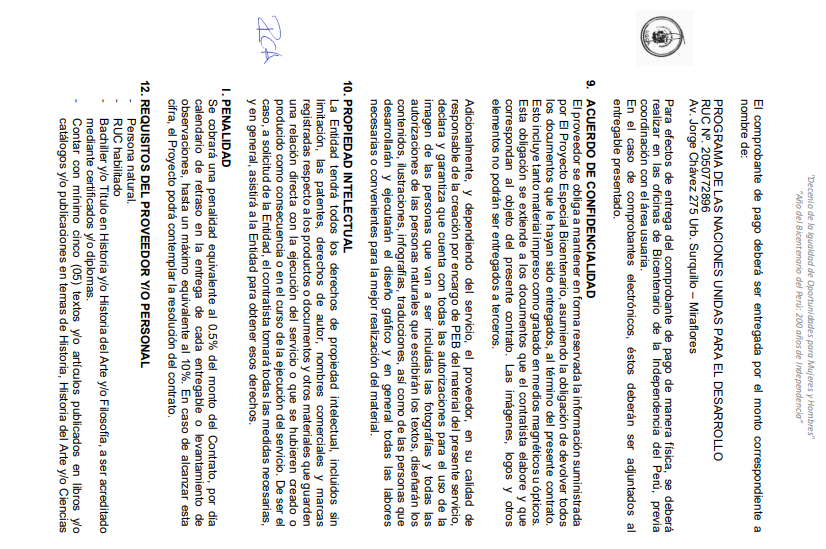 "Decenio de la Igualdad de Oportunidades para Mujeres y Hombres"
"Año del Bicentenario del Perú: 200 años de Independencia"
El comprobante de pago deberá ser entregada por el monto correspondiente a
nombre de:
PROGRAMA DE LAS NACIONES UNIDAS PARA EL DESARROLLO
RUC Nº. 2050772896
Av. Jorge Chávez 275 Urb. Surquillo – Miraflores
Para efectos de entrega del comprobante de pago de manera física, se deberá
realizar en las oficinas de Bicentenario de la Independencia del Perú, previa
coordinación con el área usuaria.
En el caso de comprobantes electrónicos, éstos deberán ser adjuntados al
entregable presentado.
9. ACUERDO DE CONFIDENCIALIDAD
El proveedor se obliga a mantener en forma reservada la información suministrada
por El Proyecto Especial Bicentenario, asumiendo la obligación de devolver todos
los documentos que le hayan sido entregados, al término del presente contrato.
Esto incluye tanto material impreso como grabado en medios magnéticos u ópticos.
Esta obligación se extiende a los documentos que el contratista elabore y que
correspondan al objeto del presente contrato. Las imágenes, logos y otros
elementos no podrán ser entregados a terceros.
Adicionalmente, y dependiendo del servicio, el proveedor, en su calidad de
responsable de la creación por encargo de PEB del material del presente servicio,
declara y garantiza que cuenta con todas las autorizaciones para el uso de la
imagen de las personas que van a ser incluidas las fotografías y todas las
autorizaciones de las personas naturales que escribirán los textos, diseñarán los
contenidos, ilustraciones, infografías, traducciones, así como de las personas que
desarrollarán y ejecutarán el diseño gráfico y en general todas las labores
necesarias o convenientes para la mejor realización del material.
10. PROPIEDAD INTELECTUAL
La Entidad tendrá todos los derechos de propiedad intelectual, incluidos sin
limitación, las patentes, derechos de autor, nombres comerciales y marcas
registradas respecto a los productos o documentos y otros materiales que guarden
una relación directa con la ejecución del servicio o que se hubieren creado o
producido como consecuencia o en el curso de la ejecución del servicio. De ser el
caso, a solicitud de la Entidad, el contratista tomará todas las medidas necesarias,
y en general, asistirá a la Entidad para obtener esos derechos.
I. PENALIDAD
Se cobrará una penalidad equivalente al 0.5% del monto del Contrato, por día
calendario de retraso en la entrega de cada entregable o levantamiento de
observaciones, hasta un máximo equivalente al 10%. En caso de alcanzar esta
cifra, el Proyecto podrá contemplar la resolución del contrato.
12. REQUISITOS DEL PROVEEDOR Y/O PERSONAL
- Persona natural.
- RUC habilitado
- Bachiller y/o Título en Historia y/o Historia del Arte y/o Filosofía, a ser acreditado
mediante certificados y/o diplomas.
- Contar con mínimo cinco (05) textos y/o artículos publicados en libros y/o
catálogos y/o publicaciones en temas de Historia, Historia del Arte y/o Ciencias